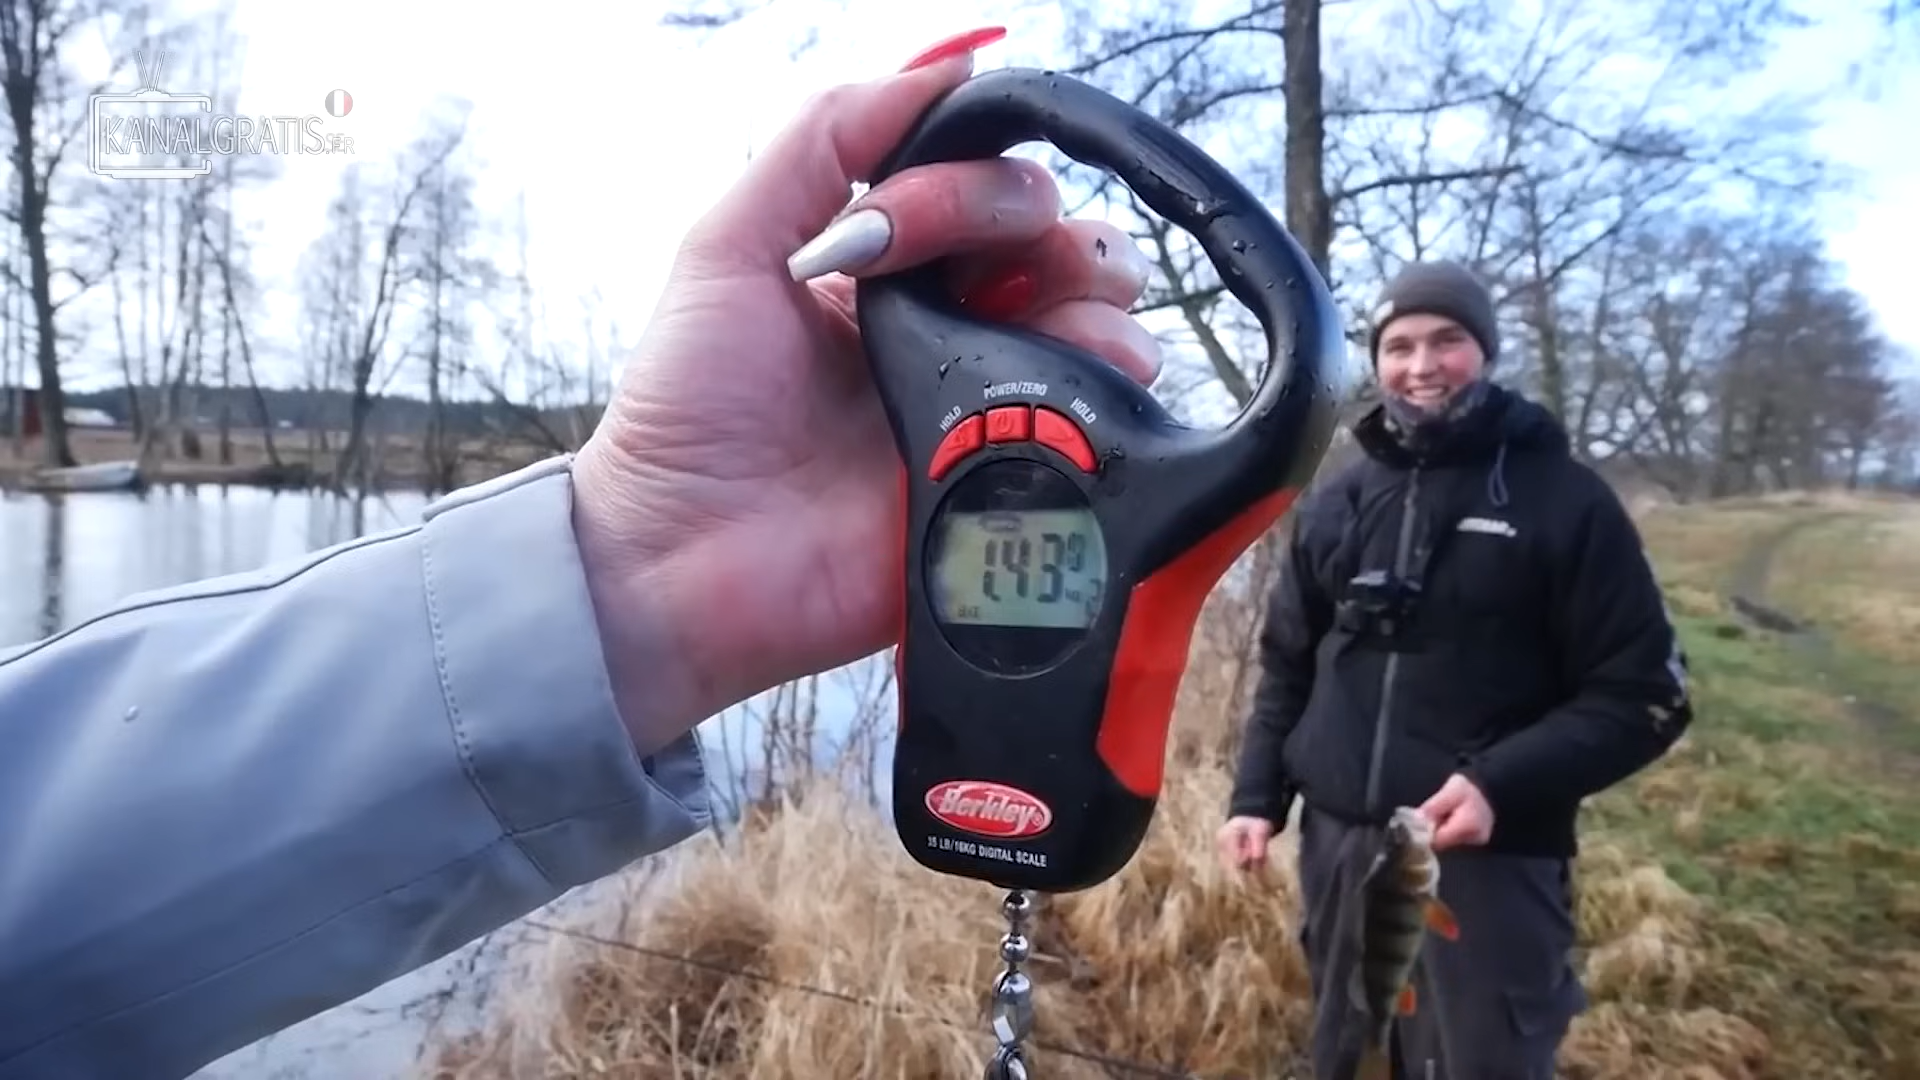 KANALGRATIS.FR
POWER/ZERO
HOLD
HOLD
1.43
Berkley
35 LB/16KG DIGITAL SCALE